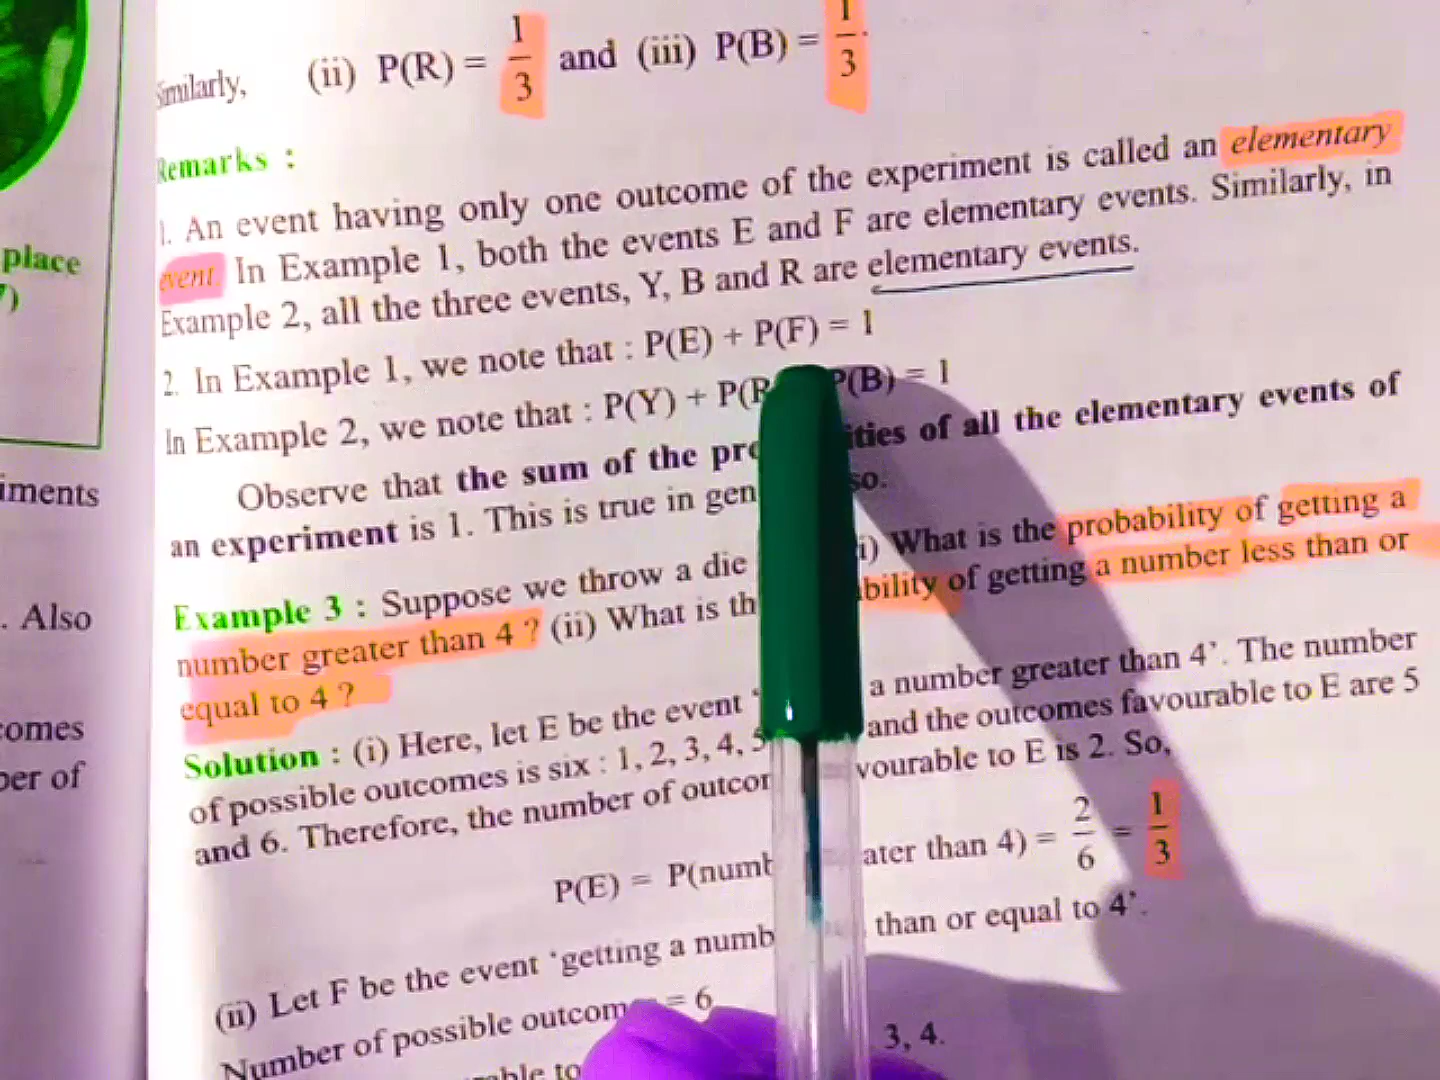 place
7)
iments
. Also
comes
ber of
Similarly, (ii) P(R) = 1/3 and (iii) P(B) = 1/3.
Remarks :
1. An event having only one outcome of the experiment is called an elementary
event. In Example 1, both the events E and F are elementary events. Similarly, in
Example 2, all the three events, Y, B and R are elementary events.
2. In Example 1, we note that : P(E) + P(F) = 1
In Example 2, we note that : P(Y) + P(R P(B) = 1
Observe that the sum of the pro ities of all the elementary events of
an experiment is 1. This is true in gen so.
Example 3 : Suppose we throw a die i) What is the probability of getting a
number greater than 4 ? (ii) What is th bility of getting a number less than or
equal to 4 ?
Solution : (i) Here, let E be the event ‘ a number greater than 4’. The number
of possible outcomes is six : 1, 2, 3, 4, 5 and the outcomes favourable to E are 5
and 6. Therefore, the number of outcom vourable to E is 2. So,
P(E) = P(numb ater than 4) = 2/6 = 1/3
(ii) Let F be the event ‘getting a numb than or equal to 4’.
Number of possible outcom = 6
able to 3, 4.